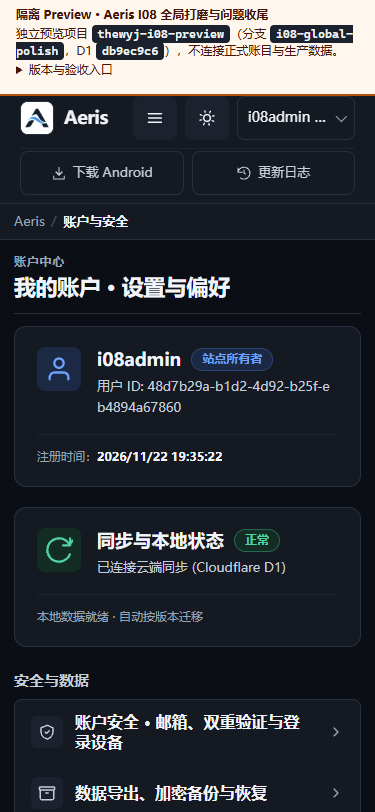 隔离 Preview · Aeris I08 全局打磨与问题收尾
独立预览项目 thewyj-i08-preview（分支 i08-global-
polish，D1 db9ec9c6），不连接正式账目与生产数据。
▶ 版本与验收入口
Aeris
i08admin ...
下载 Android
更新日志
Aeris / 账户与安全
账户中心
我的账户 · 设置与偏好
i08admin 站点所有者
用户 ID: 48d7b29a-b1d2-4d92-b25f-e
b4894a67860
注册时间： 2026/11/22 19:35:22
同步与本地状态 正常
已连接云端同步 (Cloudflare D1)
本地数据就绪 · 自动按版本迁移
安全与数据
账户安全 · 邮箱、双重验证与登
录设备
数据导出、加密备份与恢复